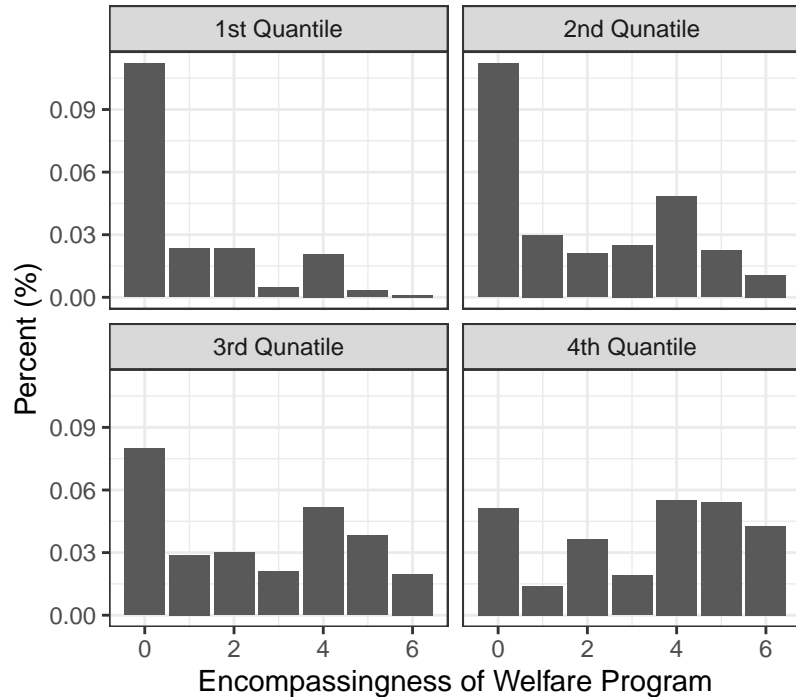 1st Quantile
2nd Qunatile
0.09
0.06
0.03
0.00
3rd Qunatile
4th Quantile
0.09
0.06
0.03
0.00
0 2 4 6
0 2 4 6
Percent (%)
Encompassingness of Welfare Program